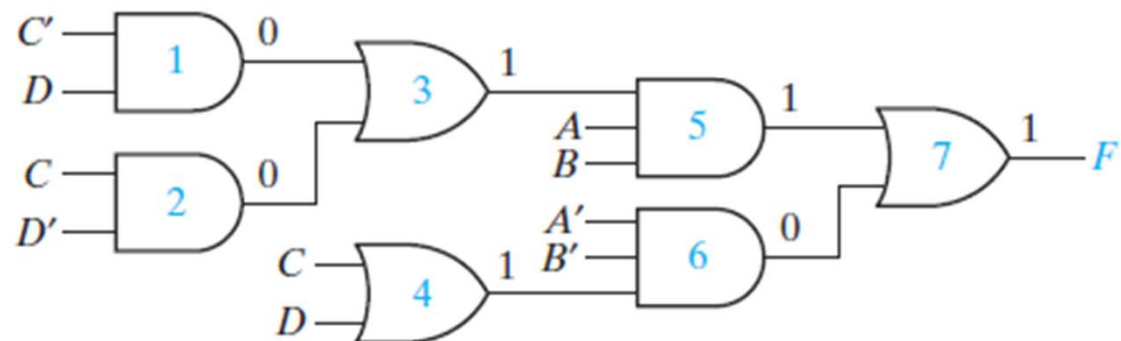 C′ 0
1 1
D 3 1
A 5 1
C 0 B 7 F
2 A′ 0
D′ C 1 B′ 6
4
D